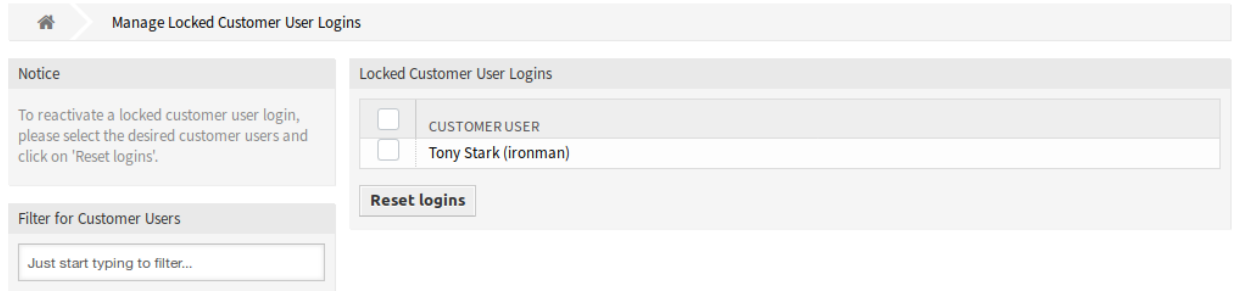 Manage Locked Customer User Logins
Notice
To reactivate a locked customer user login,
please select the desired customer users and
click on 'Reset logins'.
Filter for Customer Users
Just start typing to filter...
Locked Customer User Logins
CUSTOMER USER
Tony Stark (ironman)
Reset logins